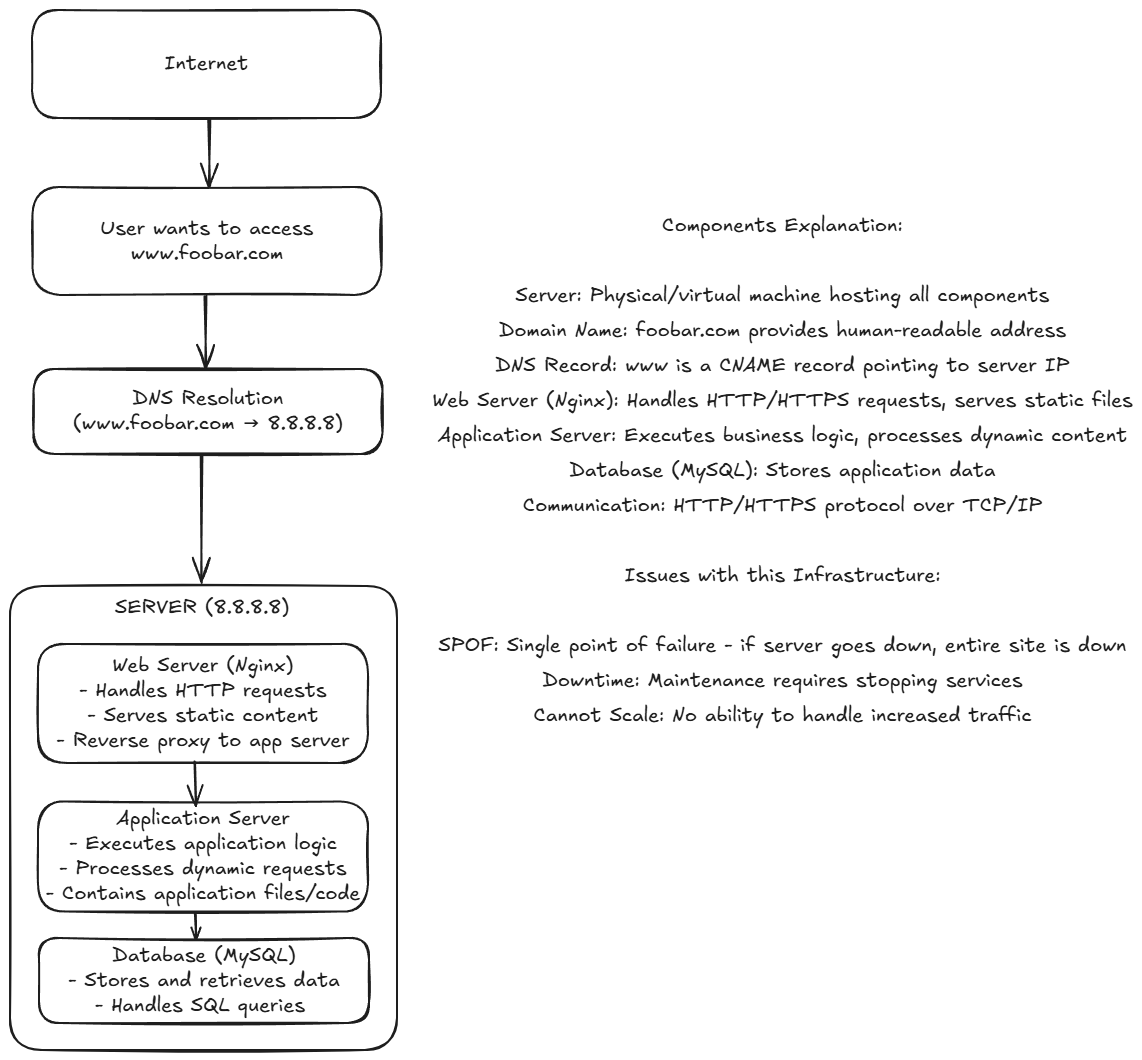 Internet
User wants to access
www.foobar.com
DNS Resolution
(www.foobar.com → 8.8.8.8)
SERVER (8.8.8.8)
Web Server (Nginx)
- Handles HTTP requests
- Serves static content
- Reverse proxy to app server
Application Server
- Executes application logic
- Processes dynamic requests
- Contains application files/code
Database (MySQL)
- Stores and retrieves data
- Handles SQL queries
Components Explanation:
Server: Physical/virtual machine hosting all components
Domain Name: foobar.com provides human-readable address
DNS Record: www is a CNAME record pointing to server IP
Web Server (Nginx): Handles HTTP/HTTPS requests, serves static files
Application Server: Executes business logic, processes dynamic content
Database (MySQL): Stores application data
Communication: HTTP/HTTPS protocol over TCP/IP
Issues with this Infrastructure:
SPOF: Single point of failure - if server goes down, entire site is down
Downtime: Maintenance requires stopping services
Cannot Scale: No ability to handle increased traffic